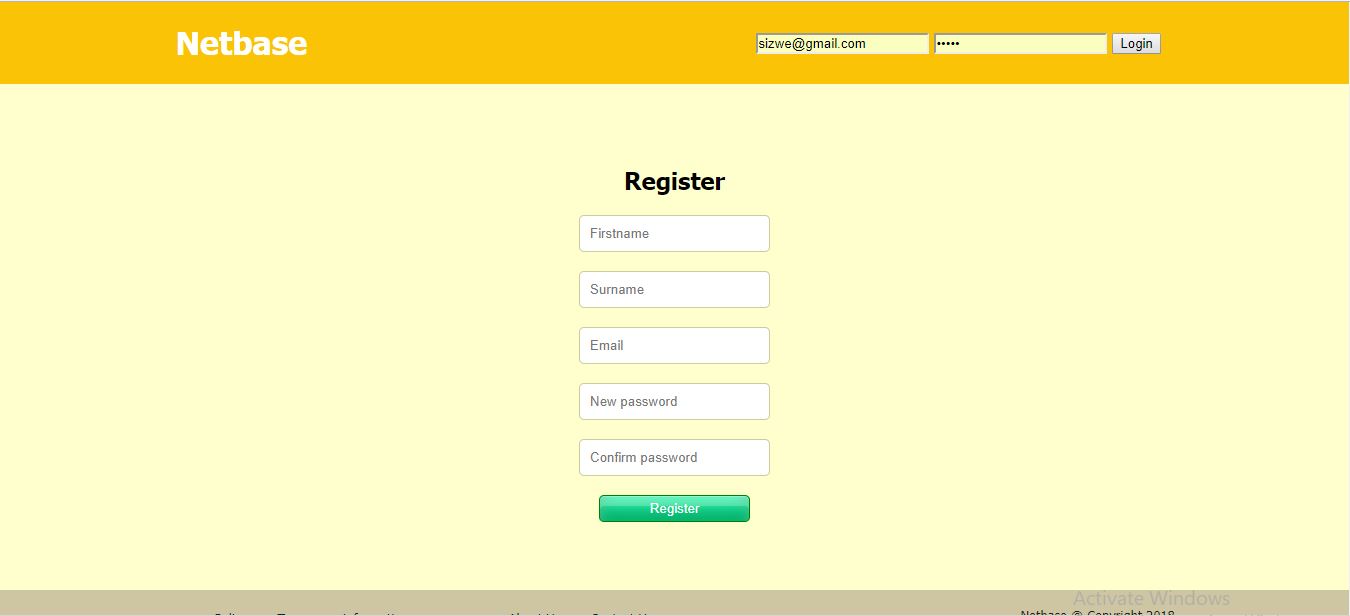 Netbase
sizwe@gmail.com ••••• Login
Register
Firstname
Surname
Email
New password
Confirm password
Register
Activate Windows
Netbase © Copyright 2018